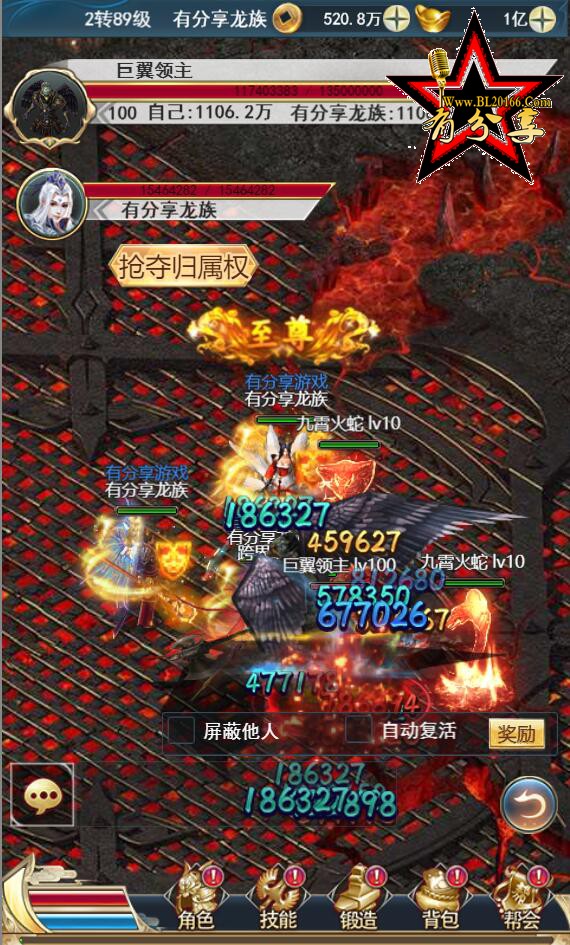 2转89级 有分享龙族 520.8万 1亿
巨翼领主
117403383 / 135000000
Www.BL20166.Com
有分享
100 自己:1106.2万 有分享龙族:110
15464282 / 15464282
有分享龙族
抢夺归属权
至尊
有分享游戏
有分享龙族
九霄火蛇 lv10
有分享游戏
有分享龙族
186327
459627
跨界
巨翼领主 lv100
九霄火蛇 lv10
812680
578350
677026
屏蔽他人 自动复活 奖励
186327
186327898
角色 技能 锻造 背包 帮会